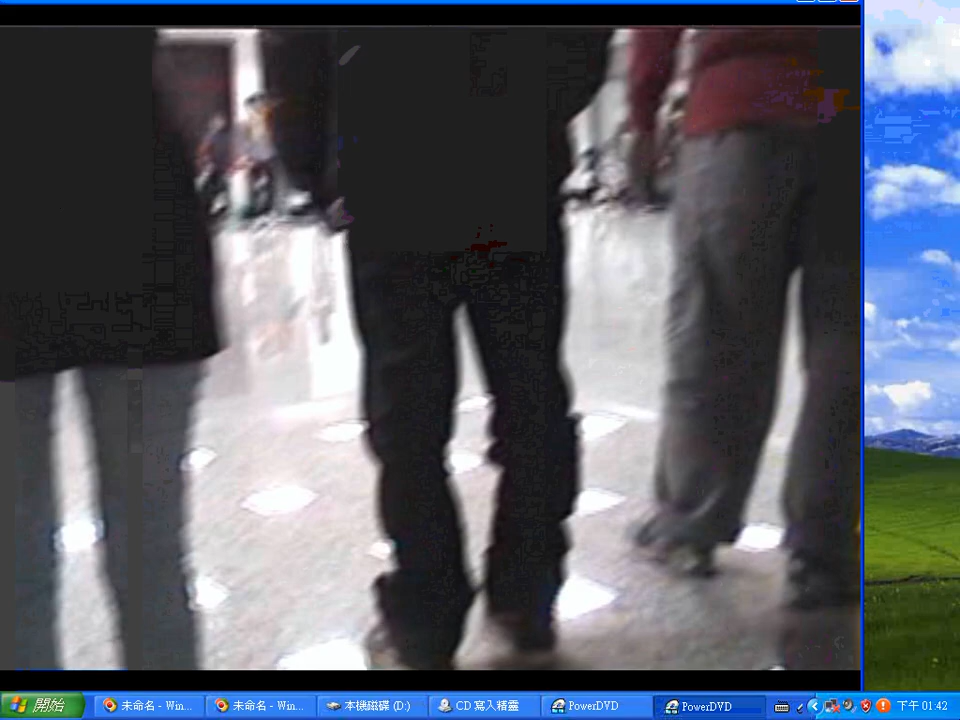 開始
未命名 - Win...
未命名 - Win...
本機磁碟 (D:)
CD 寫入精靈
PowerDVD
PowerDVD
下午 01:42